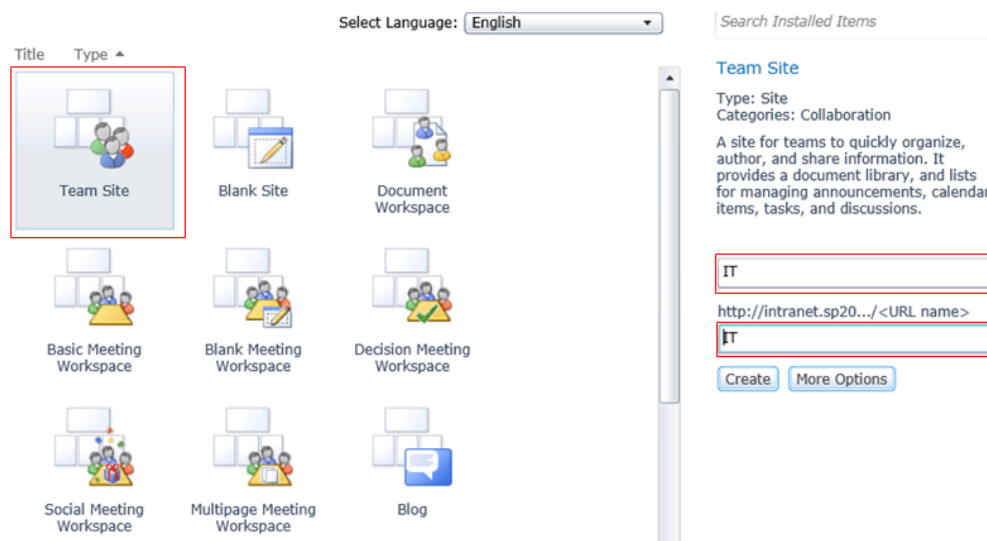 Select Language: English
Search Installed Items
Title Type
Team Site
Blank Site
Document
Workspace
Basic Meeting
Workspace
Blank Meeting
Workspace
Decision Meeting
Workspace
Social Meeting
Workspace
Multipage Meeting
Workspace
Blog
Team Site
Type: Site
Categories: Collaboration
A site for teams to quickly organize,
author, and share information. It
provides a document library, and lists
for managing announcements, calendar
items, tasks, and discussions.
IT
http://intranet.sp20.../<URL name>
IT
Create More Options